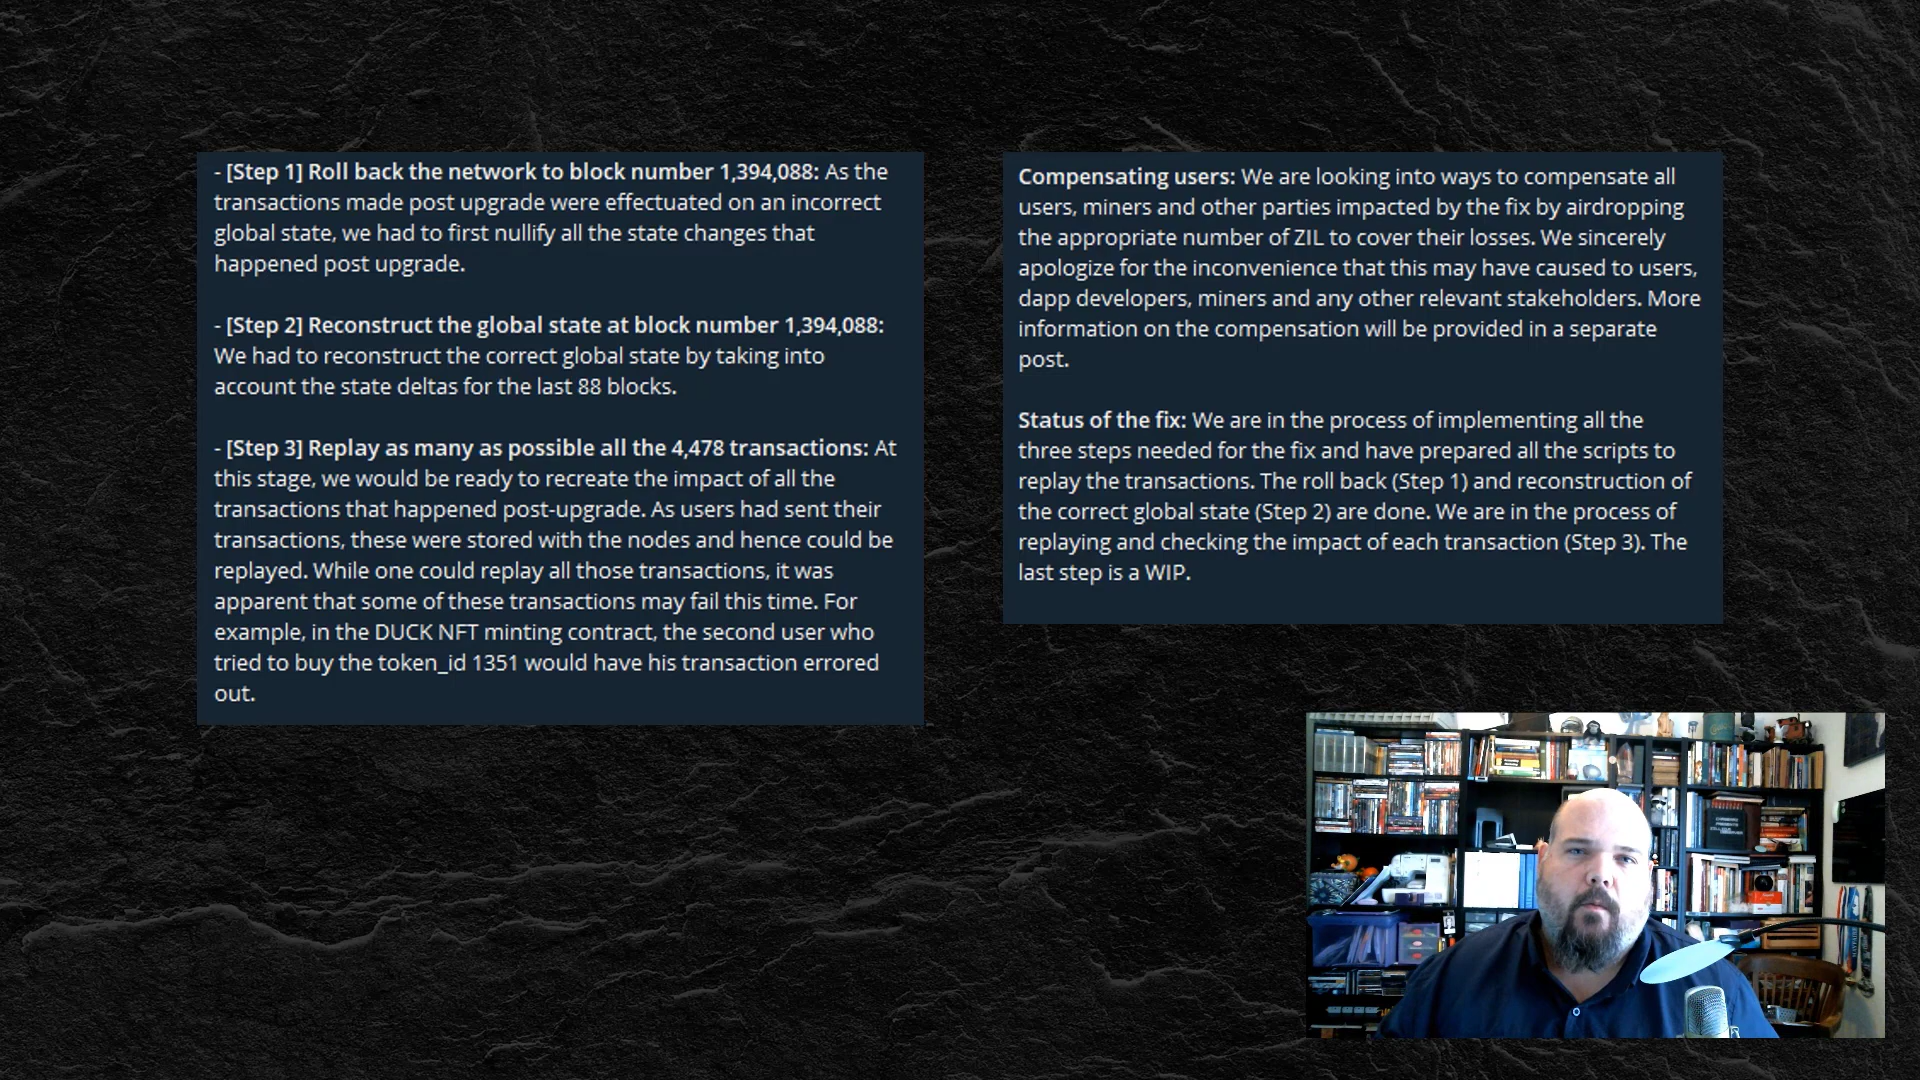 - [Step 1] Roll back the network to block number 1,394,088: As the
transactions made post upgrade were effectuated on an incorrect
global state, we had to first nullify all the state changes that
happened post upgrade.
- [Step 2] Reconstruct the global state at block number 1,394,088:
We had to reconstruct the correct global state by taking into
account the state deltas for the last 88 blocks.
- [Step 3] Replay as many as possible all the 4,478 transactions: At
this stage, we would be ready to recreate the impact of all the
transactions that happened post-upgrade. As users had sent their
transactions, these were stored with the nodes and hence could be
replayed. While one could replay all those transactions, it was
apparent that some of these transactions may fail this time. For
example, in the DUCK NFT minting contract, the second user who
tried to buy the token_id 1351 would have his transaction errored
out.
Compensating users: We are looking into ways to compensate all
users, miners and other parties impacted by the fix by airdropping
the appropriate number of ZIL to cover their losses. We sincerely
apologize for the inconvenience that this may have caused to users,
dapp developers, miners and any other relevant stakeholders. More
information on the compensation will be provided in a separate
post.
Status of the fix: We are in the process of implementing all the
three steps needed for the fix and have prepared all the scripts to
replay the transactions. The roll back (Step 1) and reconstruction of
the correct global state (Step 2) are done. We are in the process of
replaying and checking the impact of each transaction (Step 3). The
last step is a WIP.